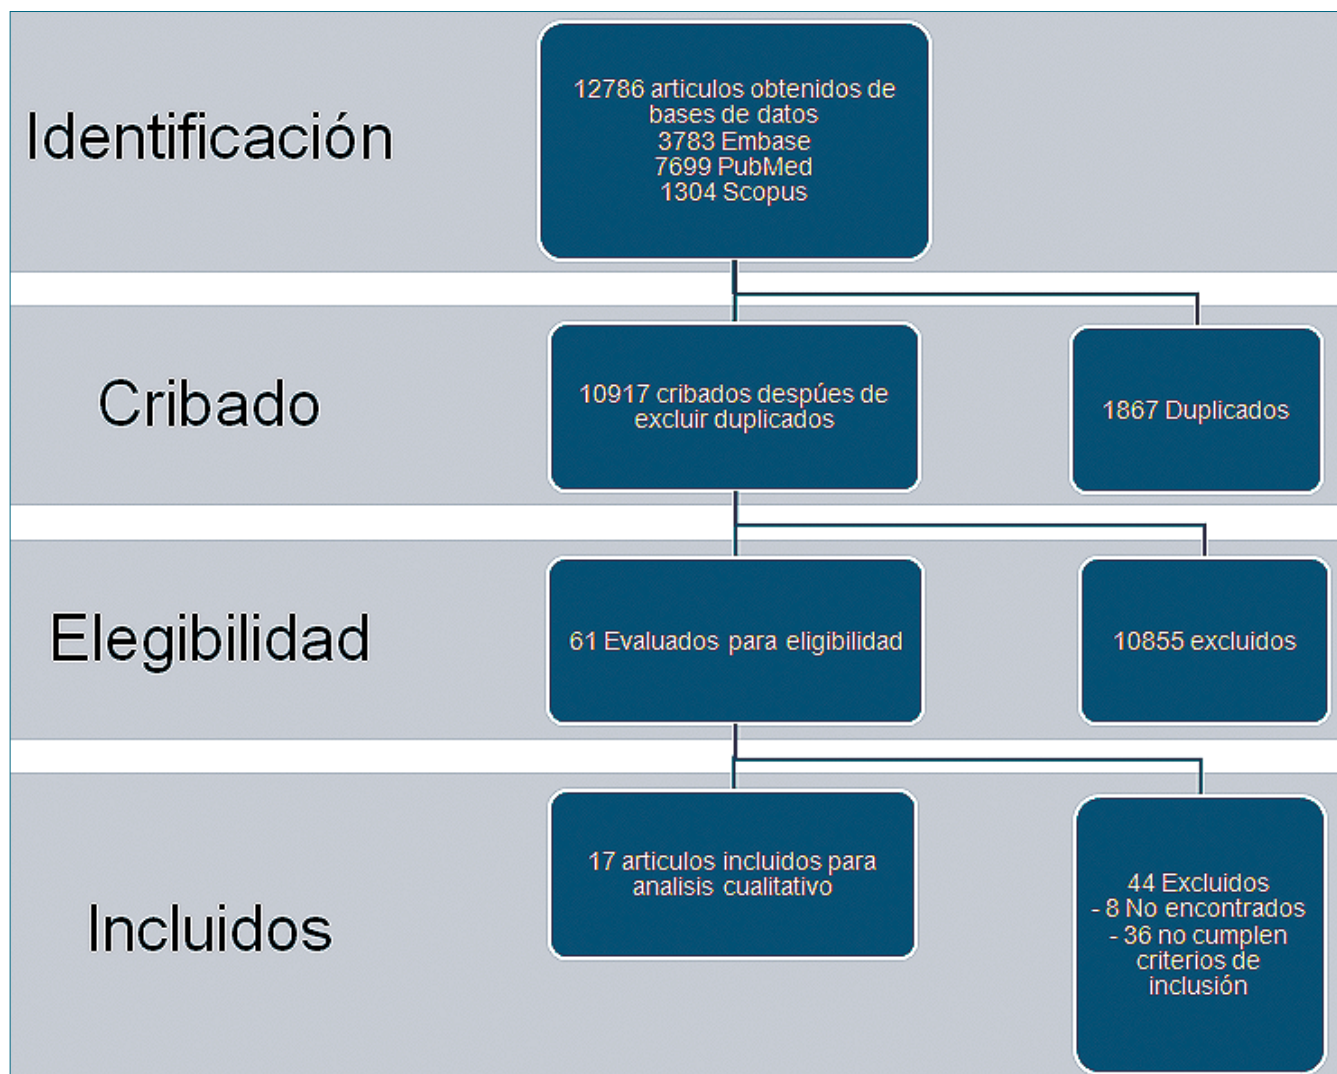 Identificación
12786 articulos obtenidos de
bases de datos
3783 Embase
7699 PubMed
1304 Scopus
Cribado
10917 cribados despúes de
excluir duplicados
1867 Duplicados
Elegibilidad
61 Evaluados para eligibilidad
10855 excluidos
Incluidos
17 articulos incluidos para
analisis cualitativo
44 Excluidos
- 8 No encontrados
- 36 no cumplen
criterios de
inclusión